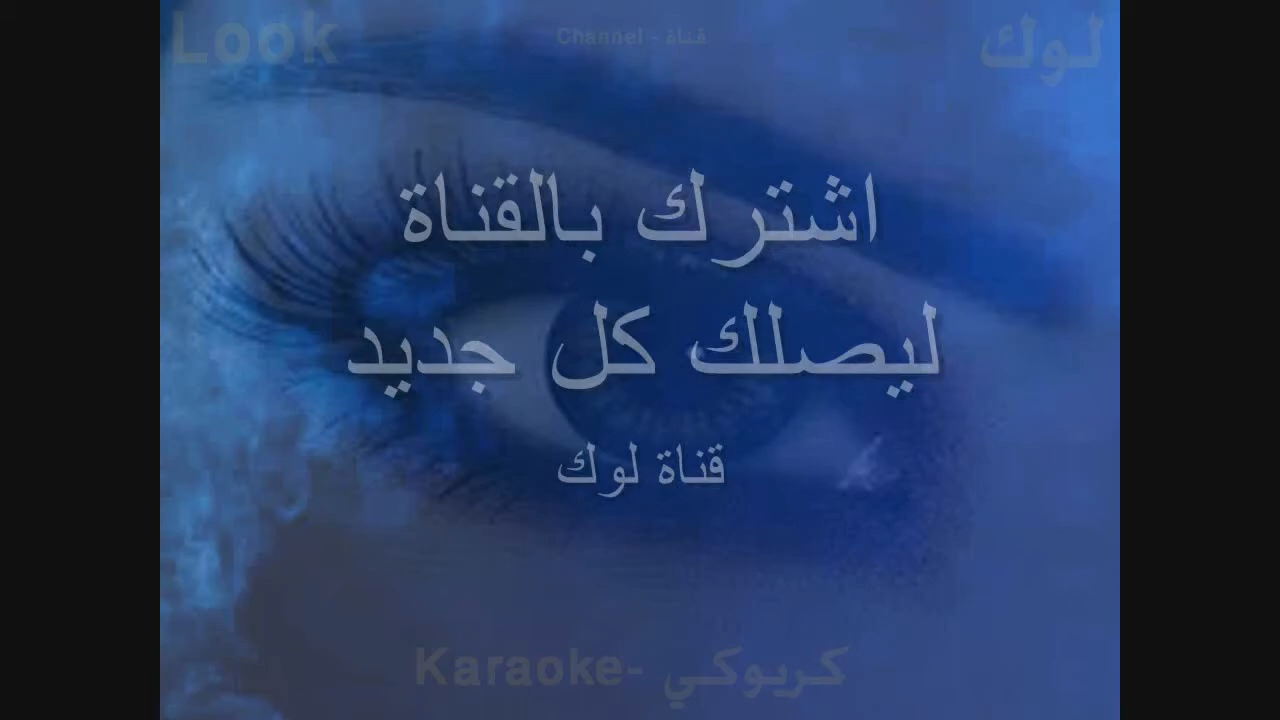 Look
قناة - Channel
لوك
اشترك بالقناة
ليصلك كل جديد
قناة لوك
كريوكي -Karaoke